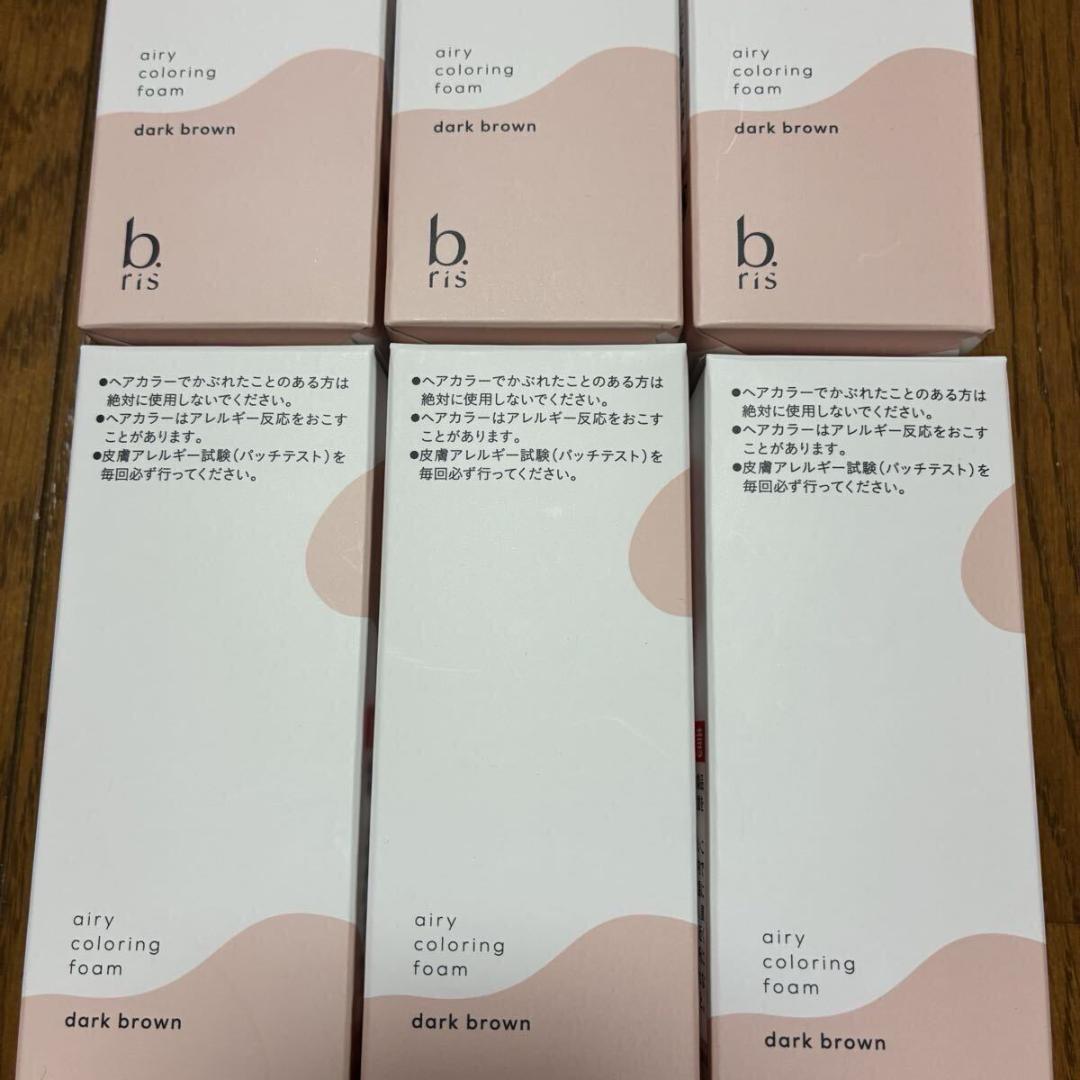 airy
coloring
foam
dark brown
b.
ris
airy
coloring
foam
dark brown
b.
ris
airy
coloring
foam
dark brown
b.
ris
●ヘアカラーでかぶれたことのある方は
絶対に使用しないでください。
●ヘアカラーはアレルギー反応をおこす
ことがあります。
●皮膚アレルギー試験(パッチテスト)を
毎回必ず行ってください。
airy
coloring
foam
dark brown
●ヘアカラーでかぶれたことのある方は
絶対に使用しないでください。
●ヘアカラーはアレルギー反応をおこす
ことがあります。
●皮膚アレルギー試験(パッチテスト)を
毎回必ず行ってください。
airy
coloring
foam
dark brown
●ヘアカラーでかぶれたことのある方は
絶対に使用しないでください。
●ヘアカラーはアレルギー反応をおこす
ことがあります。
●皮膚アレルギー試験(パッチテスト)を
毎回必ず行ってください。
airy
coloring
foam
dark brown